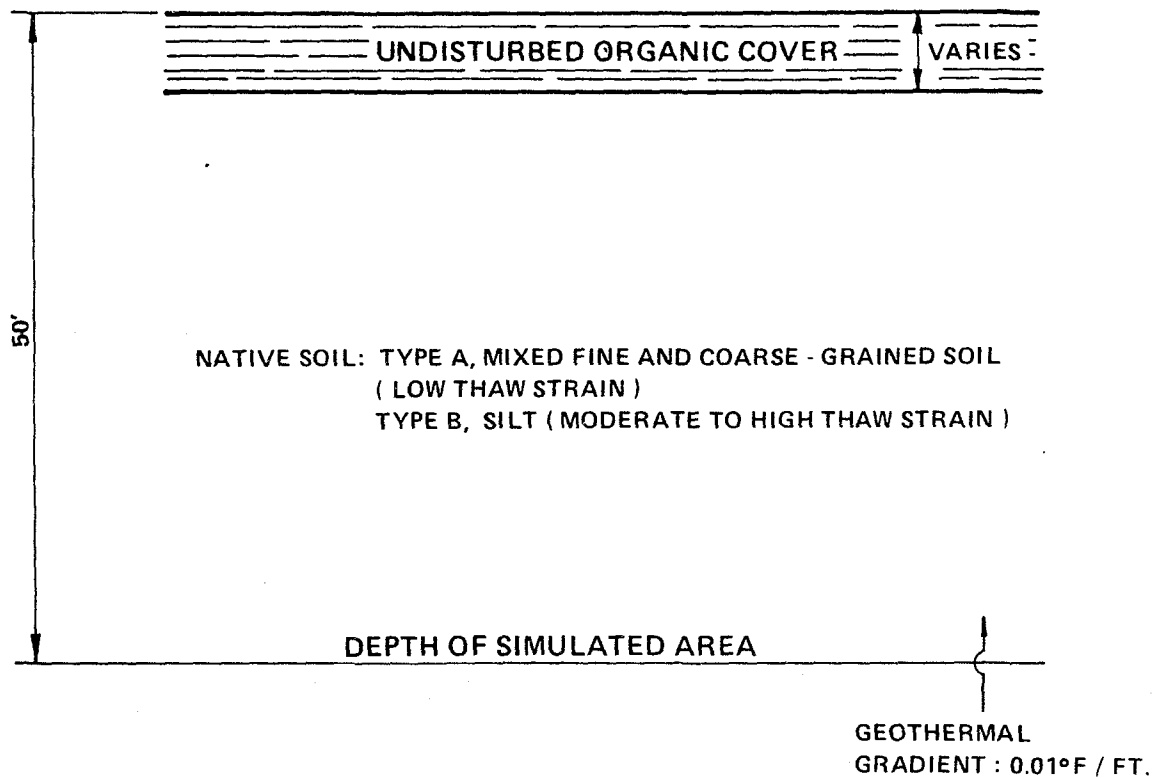 UNDISTURBED ORGANIC COVER
VARIES
50'
NATIVE SOIL: TYPE A, MIXED FINE AND COARSE - GRAINED SOIL
( LOW THAW STRAIN )
TYPE B, SILT ( MODERATE TO HIGH THAW STRAIN )
DEPTH OF SIMULATED AREA
GEOTHERMAL
GRADIENT : 0.01°F / FT.